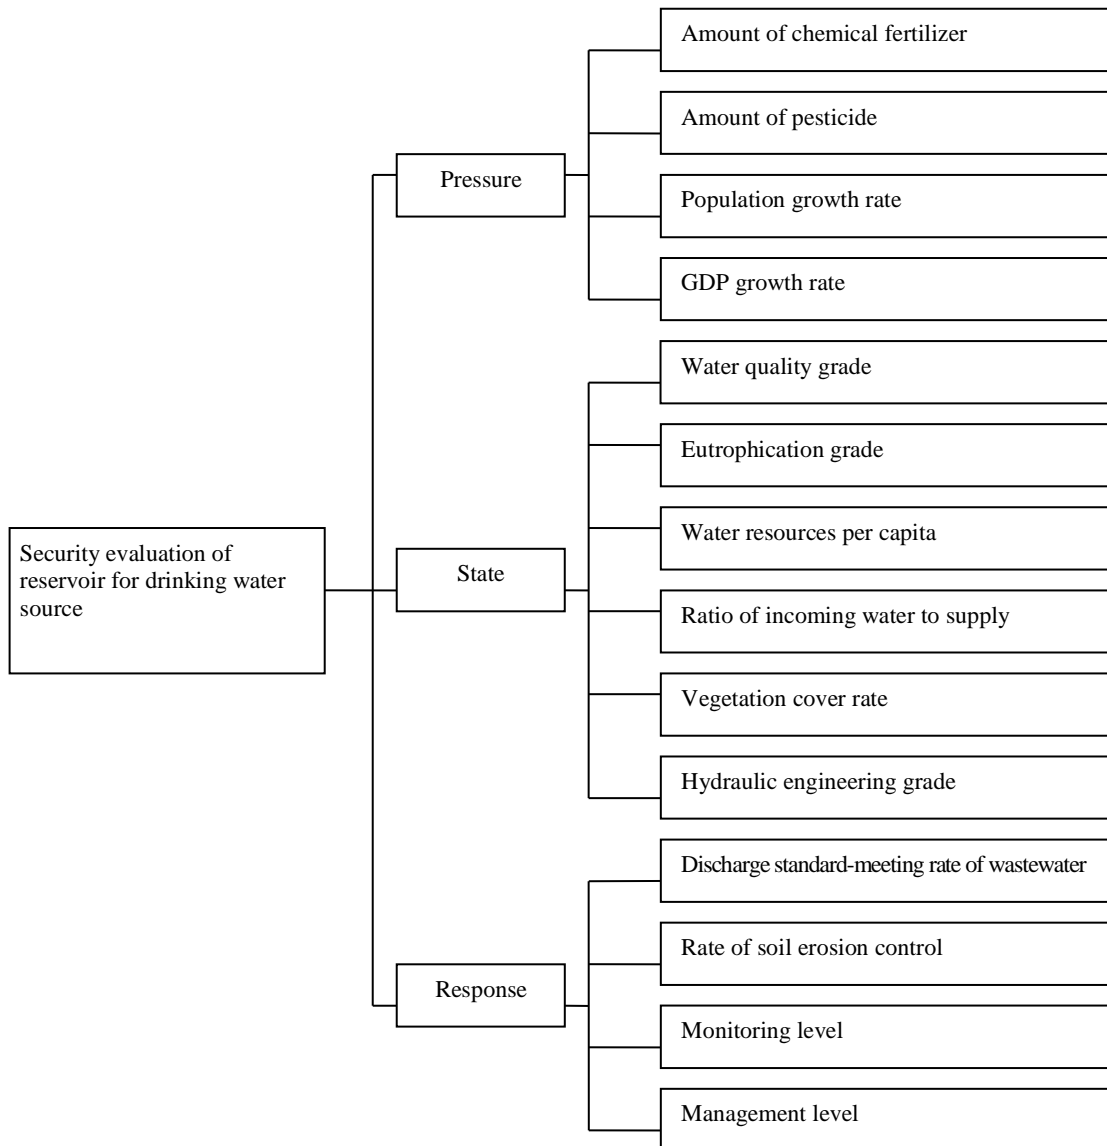 Security evaluation of
reservoir for drinking water
source
Pressure
Amount of chemical fertilizer
Amount of pesticide
Population growth rate
GDP growth rate
State
Water quality grade
Eutrophication grade
Water resources per capita
Ratio of incoming water to supply
Vegetation cover rate
Hydraulic engineering grade
Response
Discharge standard-meeting rate of wastewater
Rate of soil erosion control
Monitoring level
Management level